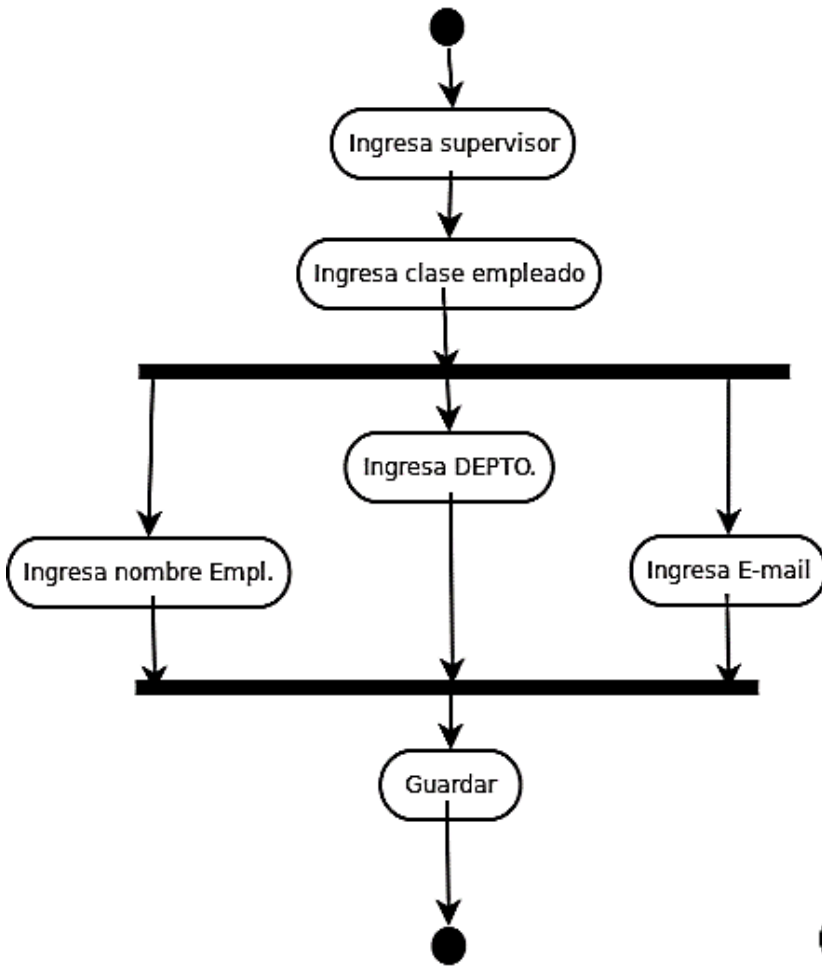 Ingresa supervisor
Ingresa clase empleado
Ingresa DEPTO.
Ingresa nombre Empl.
Ingresa E-mail
Guardar